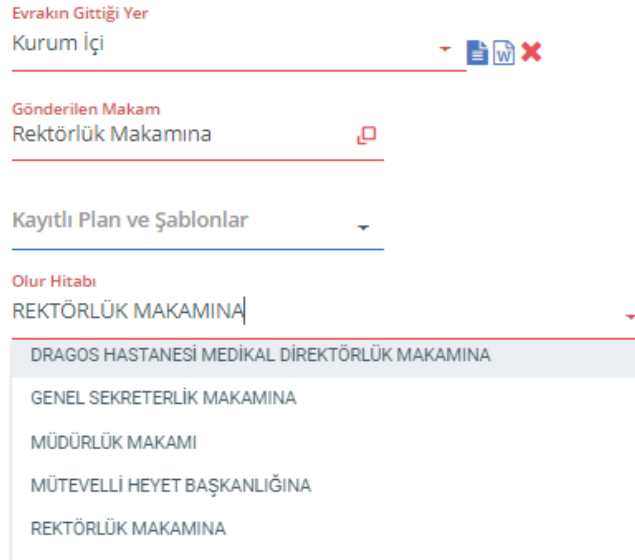 Evrakın Gittiği Yer
Kurum İçi
Gönderilen Makam
Rektörlük Makamına
Kayıtlı Plan ve Şablonlar
Olur Hitabı
REKTÖRLÜK MAKAMINA
DRAGOS HASTANESİ MEDİKAL DİREKTÖRLÜK MAKAMINA
GENEL SEKRETERLİK MAKAMINA
MÜDÜRLÜK MAKAMI
MÜTEVELLİ HEYET BAŞKANLIĞINA
REKTÖRLÜK MAKAMINA